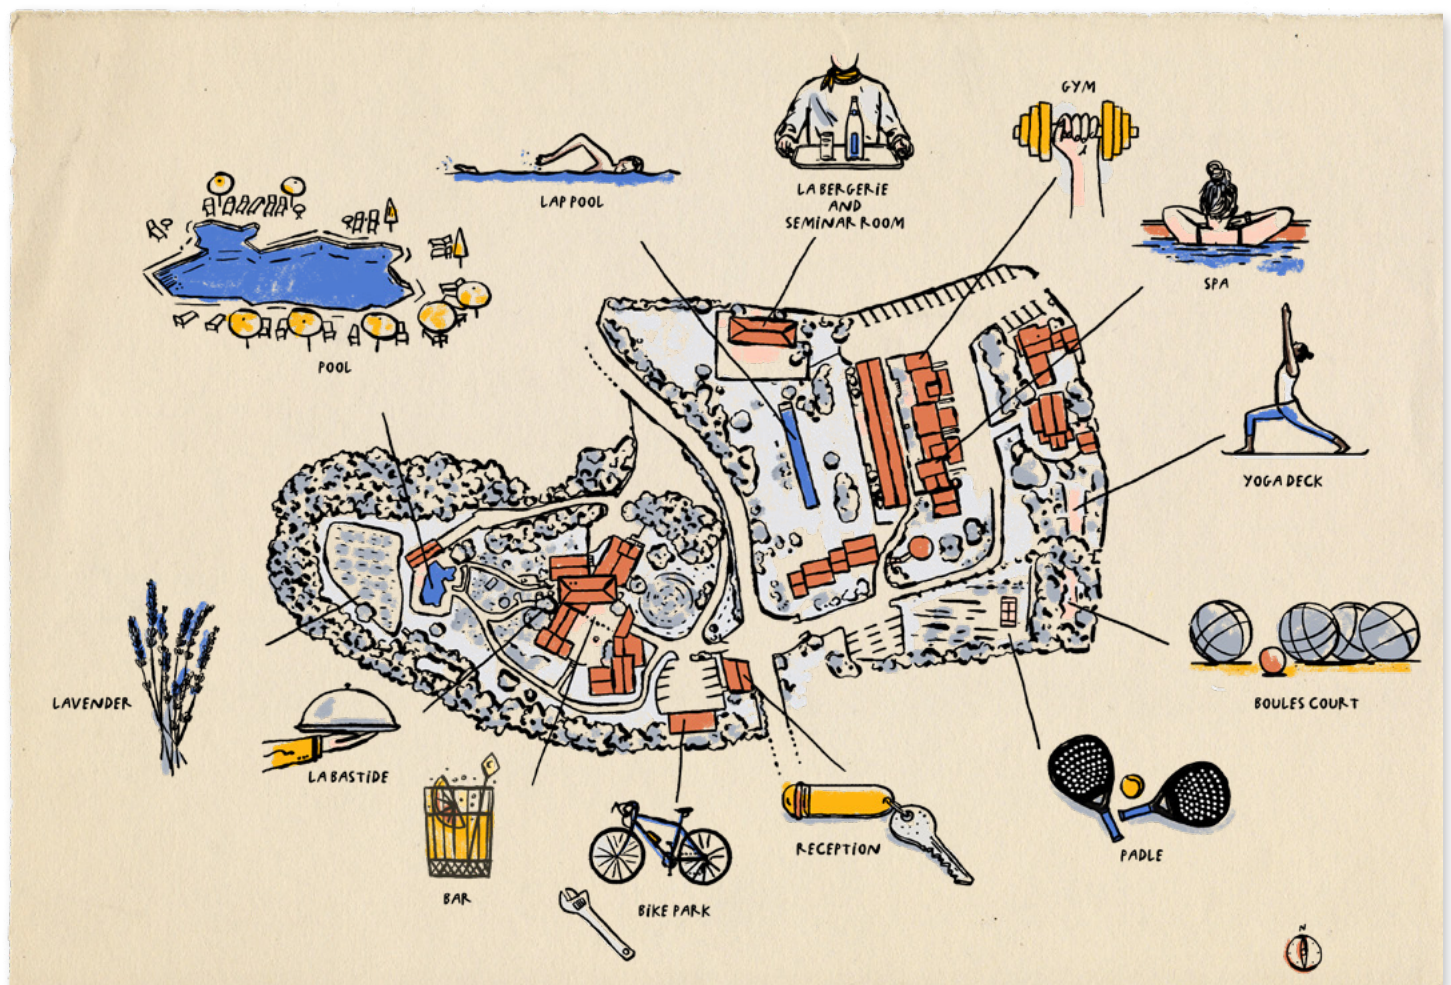 GYM
LA BERGERIE
AND
SEMINAR ROOM
LAP POOL
SPA
POOL
YOGA DECK
LAVENDER
BOULES COURT
LA BASTIDE
RECEPTION
PADLE
BAR
BIKE PARK
N